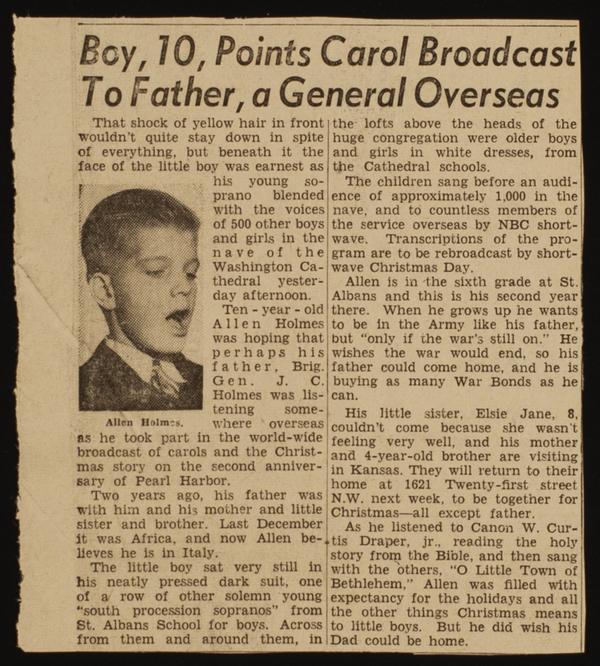 Boy, 10, Points Carol Broadcast
To Father, a General Overseas
That shock of yellow hair in front
wouldn't quite stay down in spite
of everything, but beneath it the
face of the little boy was earnest as
his young so-
prano blended
with the voices
of 500 other boys
and girls in the
nave of the
Washington Ca-
thedral yester-
day afternoon.
Ten-year-old
Allen Holmes
was hoping that
perhaps his
father, Brig.
Gen. J. C.
Holmes was lis-
tening some-
where overseas
Allen Holmes.
as he took part in the world-wide
broadcast of carols and the Christ-
mas story on the second anniver-
sary of Pearl Harbor.
Two years ago, his father was
with him and his mother and little
sister and brother. Last December
it was Africa, and now Allen be-
lieves he is in Italy.
The little boy sat very still in
his neatly pressed dark suit, one
of a row of other solemn young
"south procession sopranos" from
St. Albans School for boys. Across
from them and around them, in
the lofts above the heads of the
huge congregation were older boys
and girls in white dresses, from
the Cathedral schools.
The children sang before an audi-
ence of approximately 1,000 in the
nave, and to countless members of
the service overseas by NBC short-
wave. Transcriptions of the pro-
gram are to be rebroadcast by short-
wave Christmas Day.
Allen is in the sixth grade at St.
Albans and this is his second year
there. When he grows up he wants
to be in the Army like his father,
but "only if the war's still on." He
wishes the war would end, so his
father could come home, and he is
buying as many War Bonds as he
can.
His little sister, Elsie Jane, 8,
couldn't come because she wasn't
feeling very well, and his mother
and 4-year-old brother are visiting
in Kansas. They will return to their
home at 1621 Twenty-first street
N.W. next week, to be together for
Christmas—all except father.
As he listened to Canon W. Cur-
tis Draper, jr., reading the holy
story from the Bible, and then sang
with the others, "O Little Town of
Bethlehem," Allen was filled with
expectancy for the holidays and all
the other things Christmas means
to little boys. But he did wish his
Dad could be home.